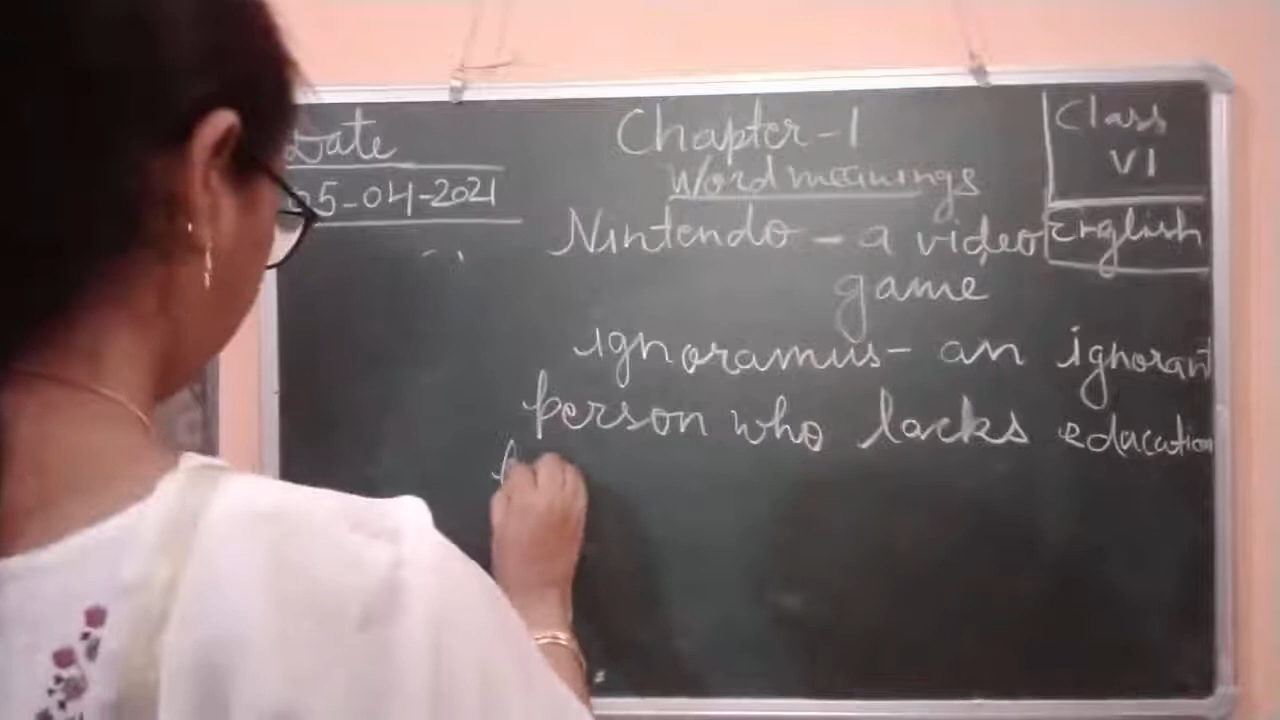 Date
05-04-2021
Chapter-1
Word meanings
Class
VI
English
Nintendo - a video
game
ignoramus - an ignorant
person who lacks education